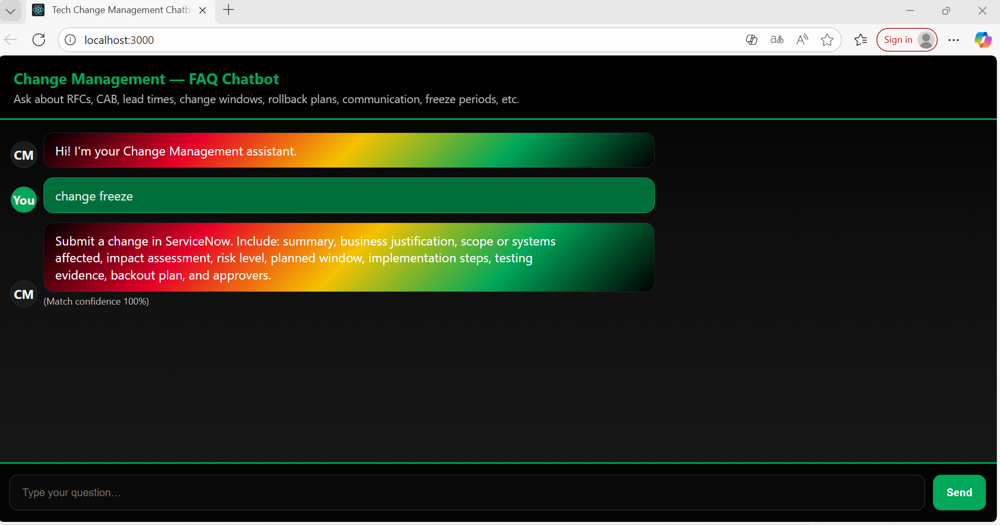 Tech Change Management Chatb
localhost:3000
aあ
A
Sign in
Change Management — FAQ Chatbot
Ask about RFCs, CAB, lead times, change windows, rollback plans, communication, freeze periods, etc.
CM
Hi! I'm your Change Management assistant.
You
change freeze
Submit a change in ServiceNow. Include: summary, business justification, scope or systems
affected, impact assessment, risk level, planned window, implementation steps, testing
evidence, backout plan, and approvers.
CM
(Match confidence 100%)
Type your question...
Send